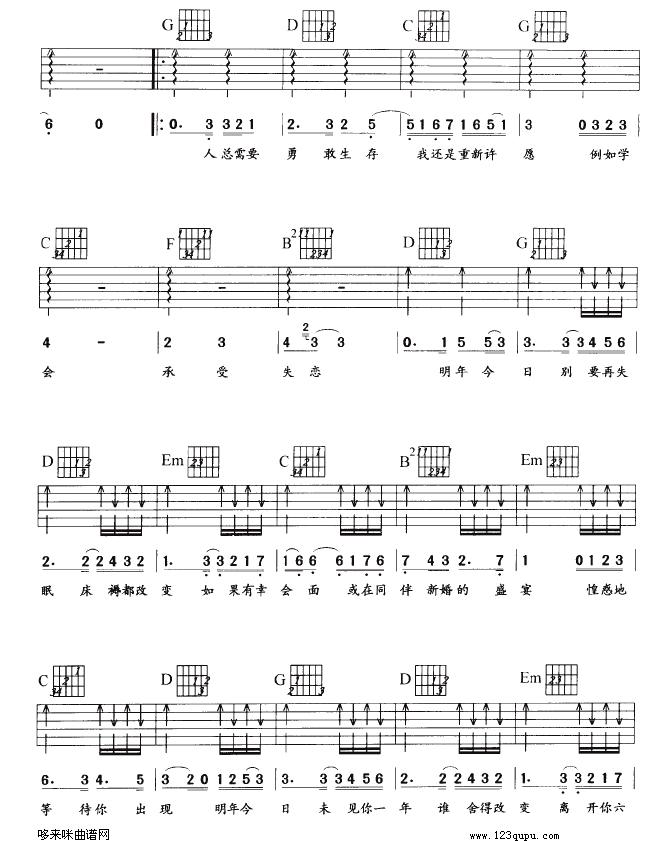 G D C G
6 0 0. 3 3 2 1 2. 3 2 5 5 1 6 7 1 6 5 1 3 0 3 2 3
人 总需要 勇 敢生 存 我还是重新许 愿 例如学
C F B D G
4 - 2 3 2 4 3 3 0. 1 5 5 3 3. 3 3 4 5 6
会 承 受 失 恋 明 年 今 日 别 要再失
D Em C B Em
2. 2 2 4 3 2 1. 3 3 2 1 7 1 6 6 6 1 7 6 7 4 3 2. 7 1 0 1 2 3
眠 床 褥都改 变 如 果有幸 会 面 或在同 伴 新婚的 盛 宴 惶惑地
C D G D Em
6. 3 4. 5 3 2 0 1 2 5 3 3. 3 3 4 5 6 2. 2 2 4 3 2 1. 3 3 2 1 7
等 待你 出 现 明年今 日 未 见你一 年 谁 舍得改 变 离 开你六
哆来咪曲谱网 www.123qupu.com